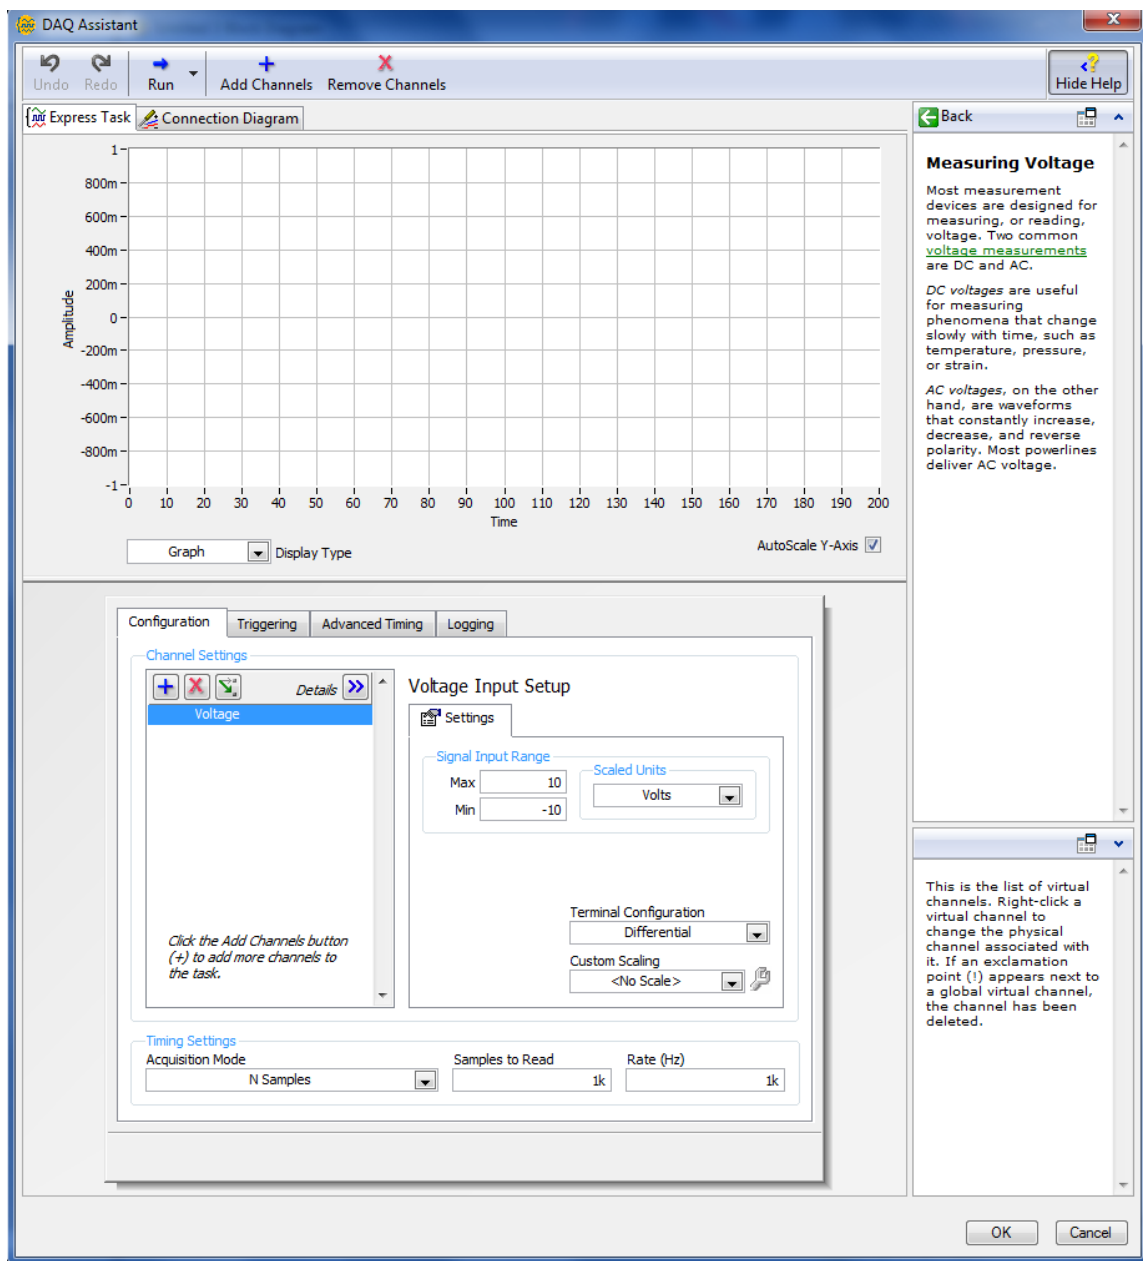 DAQ Assistant
Undo Redo Run Add Channels Remove Channels Hide Help
Express Task Connection Diagram
Back
1
800m
600m
400m
200m
0
-200m
-400m
-600m
-800m
-1
Amplitude
0 10 20 30 40 50 60 70 80 90 100 110 120 130 140 150 160 170 180 190 200
Time
Graph Display Type
AutoScale Y-Axis
Measuring Voltage
Most measurement
devices are designed for
measuring, or reading,
voltage. Two common
voltage measurements
are DC and AC.
DC voltages are useful
for measuring
phenomena that change
slowly with time, such as
temperature, pressure,
or strain.
AC voltages, on the other
hand, are waveforms
that constantly increase,
decrease, and reverse
polarity. Most powerlines
deliver AC voltage.
Configuration Triggering Advanced Timing Logging
Channel Settings
Details
Voltage
Click the Add Channels button
(+) to add more channels to
the task.
Voltage Input Setup
Settings
Signal Input Range
Max 10
Min -10
Scaled Units
Volts
Terminal Configuration
Differential
Custom Scaling
<No Scale>
Timing Settings
Acquisition Mode Samples to Read Rate (Hz)
N Samples 1k 1k
This is the list of virtual
channels. Right-click a
virtual channel to
change the physical
channel associated with
it. If an exclamation
point (!) appears next to
a global virtual channel,
the channel has been
deleted.
OK Cancel